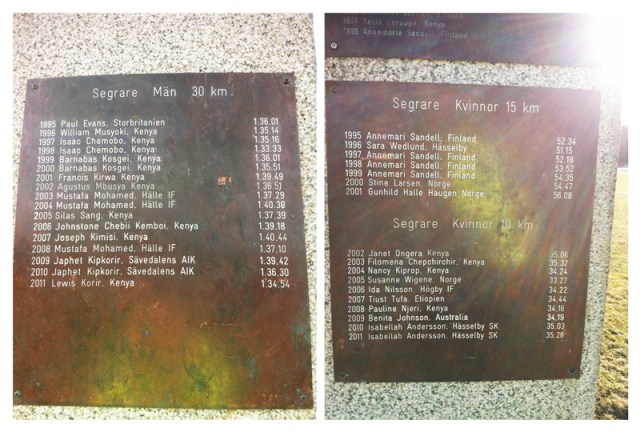 Segrare Män 30 km
1995 Paul Evans, Storbritanien 1.36.01
1996 William Musyoki, Kenya 1.35.14
1997 Isaac Chemobo, Kenya 1.35.16
1998 Isaac Chemobo, Kenya 1.33.33
1999 Barnabas Kosgei, Kenya 1.36.01
2000 Barnabas Kosgei, Kenya 1.35.51
2001 Francis Kirwa Kenya 1.39.49
2002 Agustus Mbusya Kenya 1.36.51
2003 Mustafa Mohamed, Hälle IF 1.37.29
2004 Mustafa Mohamed, Hälle IF 1.40.38
2005 Silas Sang, Kenya 1.37.39
2006 Johnstone Chebii Kemboi, Kenya 1.39.18
2007 Joseph Kimisi, Kenya 1.40.44
2008 Mustafa Mohamed, Hälle IF 1.37.10
2009 Japhet Kipkorir, Sävedalens AIK 1.39.42
2010 Japhet Kipkorir, Sävedalens AIK 1.36.30
2011 Lewis Korir, Kenya 1.34.54
Kenya
Annemarie Sandell, Finland
Segrare Kvinnor 15 km
1995 Annemari Sandell, Finland 52.34
1996 Sara Wedlund, Hässelby 51.15
1997 Annemari Sandell, Finland 52.19
1998 Annemari Sandell, Finland 53.52
1999 Annemari Sandell, Finland 54.35
2000 Stine Larsen, Norge 54.47
2001 Gunhild Halle Haugen Norge 56.08
Segrare Kvinnor 10 km
2002 Janet Ongera, Kenya 35.06
2003 Filomena Chepchirchir, Kenya 35.32
2004 Nancy Kiprop, Kenya 34.24
2005 Susanne Wigene, Norge 33.27
2006 Ida Nilsson, Högby IF 34.22
2007 Tiust Tufa, Etiopien 34.44
2008 Pauline Njeri, Kenya 34.16
2009 Benita Johnson, Australia 34.19
2010 Isabellah Andersson, Hässelby SK 35.03
2011 Isabellah Andersson, Hässelby SK 35.28